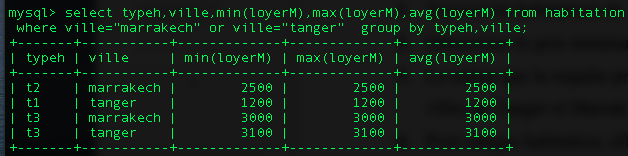 mysql> select typeh,ville,min(loyerM),max(loyerM),avg(loyerM) from habitation
 where ville="marrakech" or ville="tanger"  group by typeh,ville;
+-------+-----------+-------------+-------------+-------------+
| typeh | ville     | min(loyerM) | max(loyerM) | avg(loyerM) |
+-------+-----------+-------------+-------------+-------------+
| t2    | marrakech |        2500 |        2500 |        2500 |
| t1    | tanger    |        1200 |        1200 |        1200 |
| t3    | marrakech |        3000 |        3000 |        3000 |
| t3    | tanger    |        3100 |        3100 |        3100 |
+-------+-----------+-------------+-------------+-------------+